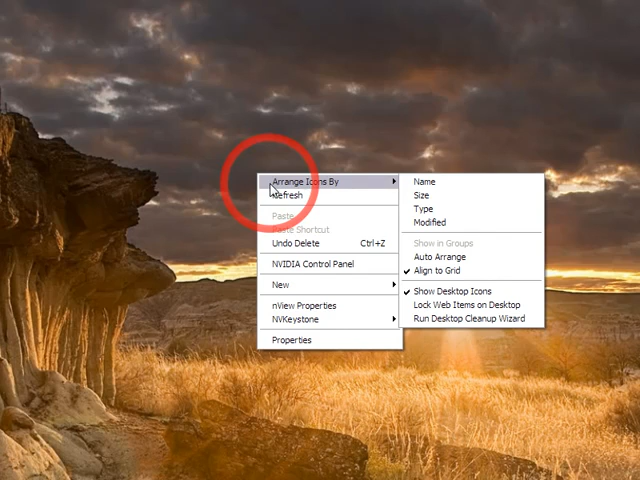 Arrange Icons By
Refresh
Paste
Paste Shortcut
Undo Delete Ctrl+Z
NVIDIA Control Panel
New
nView Properties
NVKeystone
Properties
Name
Size
Type
Modified
Show in Groups
Auto Arrange
Align to Grid
Show Desktop Icons
Lock Web Items on Desktop
Run Desktop Cleanup Wizard